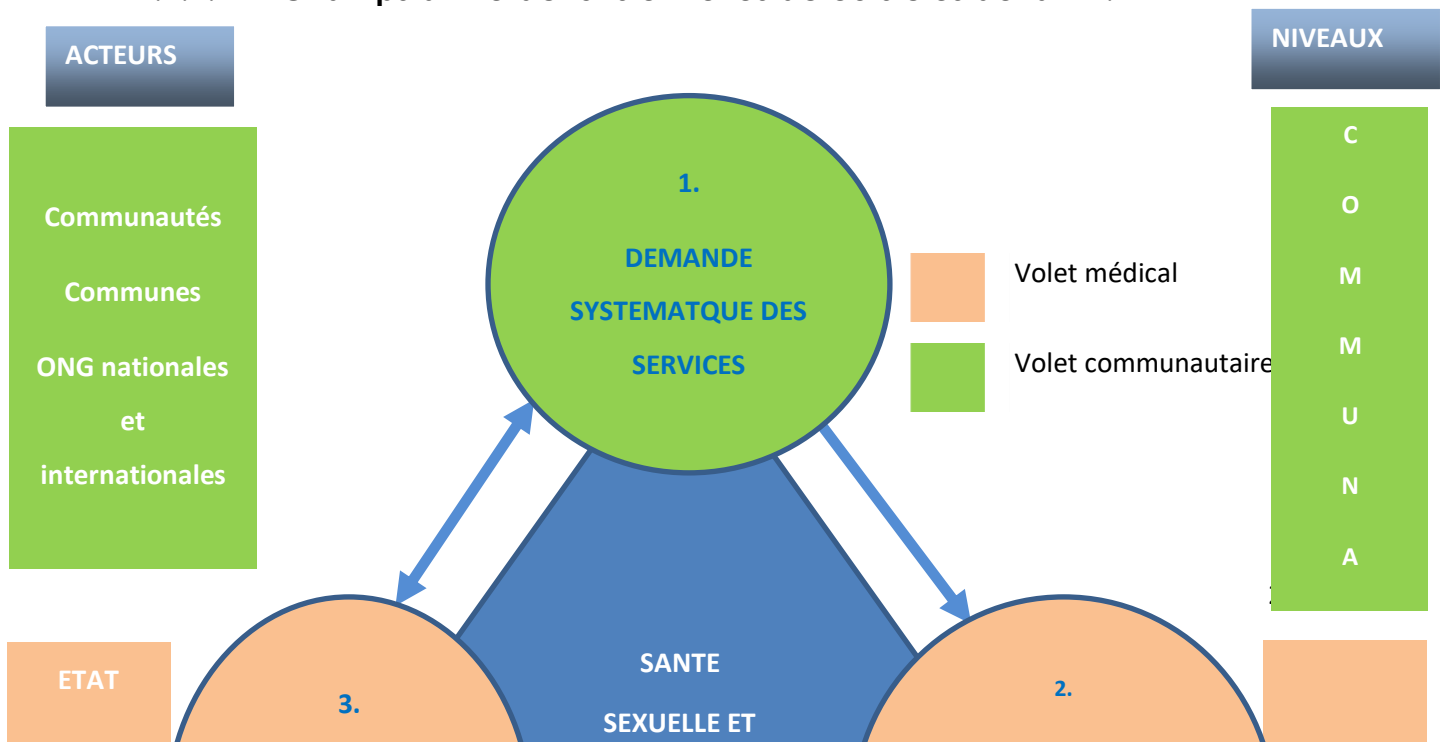 ACTEURS
NIVEAUX
Communautés
Communes
ONG nationales
et
internationales
1.
DEMANDE
SYSTEMATQUE DES
SERVICES
Volet médical
Volet communautaire
C
O
M
M
U
N
A
ETAT
3.
SANTE
SEXUELLE ET
2.